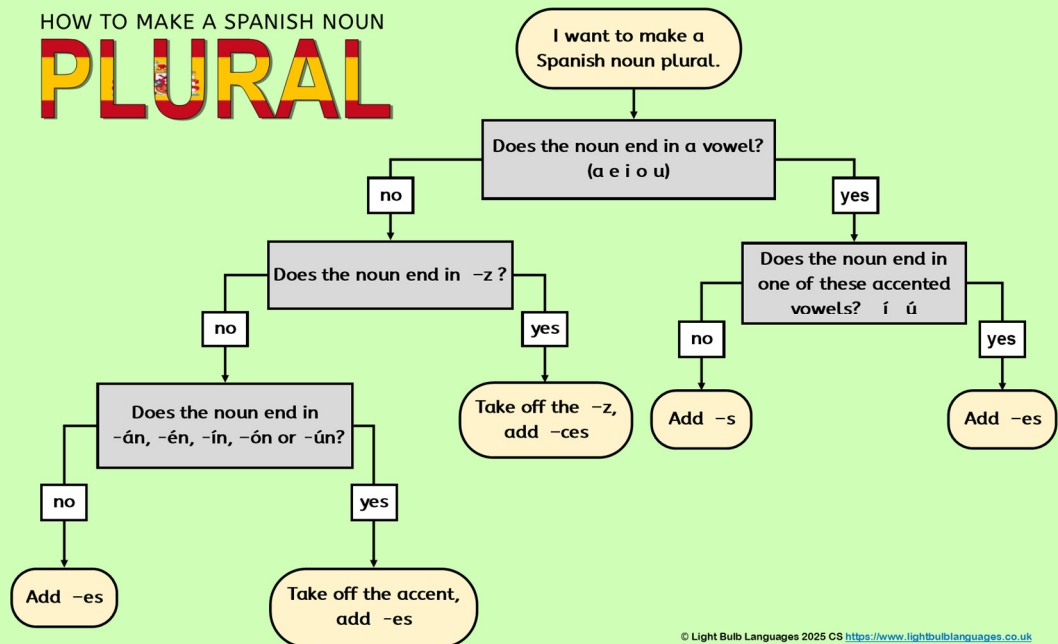 HOW TO MAKE A SPANISH NOUN
PLURAL
I want to make a
Spanish noun plural.
Does the noun end in a vowel?
(a e i o u)
no
yes
Does the noun end in –z ?
Does the noun end in
one of these accented
vowels? í ú
no
yes
no
yes
Take off the –z,
add –ces
Add –s
Add –es
Does the noun end in
-án, -én, -ín, –ón or -ún?
no
yes
Add –es
Take off the accent,
add -es
© Light Bulb Languages 2025 CS https://www.lightbulblanguages.co.uk